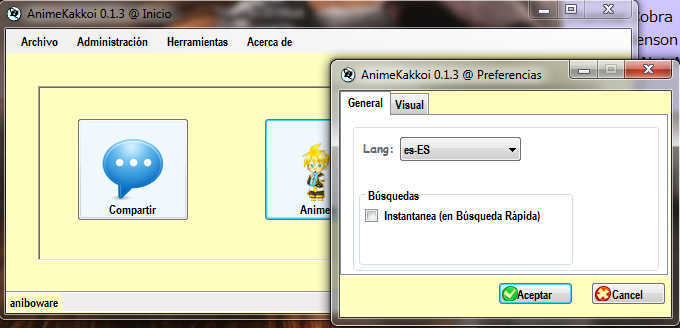 AnimeKakkoi 0.1.3 @ Inicio
Archivo Administración Herramientas Acerca de
Compartir
Anime
aniboware
AnimeKakkoi 0.1.3 @ Preferencias
General Visual
Lang: es-ES
Búsquedas
Instantanea (en Búsqueda Rápida)
Aceptar Cancel
obra
enson